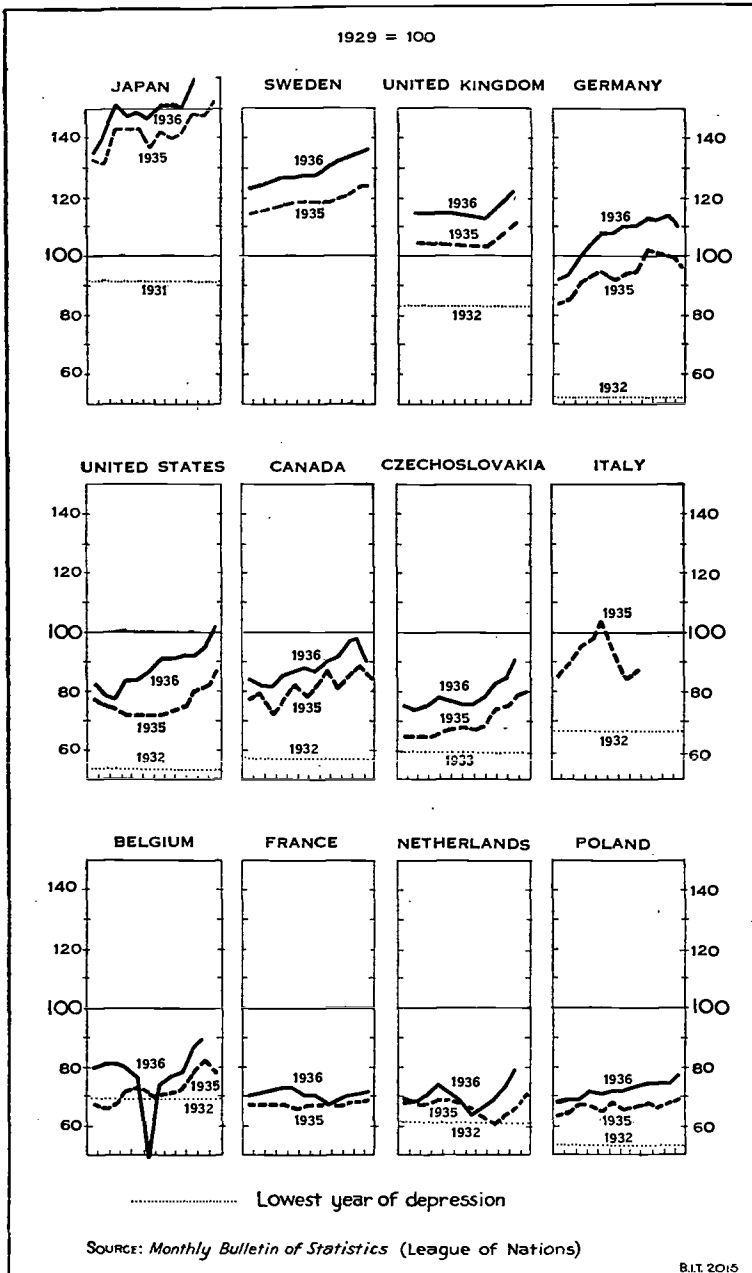 1929 = 100
JAPAN SWEDEN UNITED KINGDOM GERMANY
140 1936 1935 140
120 1936 1935 120
1936 1936
100 1935 100
1935
1931
80 1932 80
60 60
1932
UNITED STATES CANADA CZECHOSLOVAKIA ITALY
140 140
120 120
100 1935 100
1936 1936
80 1936 80
1935 1935 1935
60 1932 1932 1933 1932 60
BELGIUM FRANCE NETHERLANDS POLAND
140 140
120 120
100 100
80 1936 1936 1936 1936 80
1935
1932 1935 1935 1935
60 1932 1932 60
Lowest year of depression
SOURCE: Monthly Bulletin of Statistics (League of Nations)
B.I.T. 2015